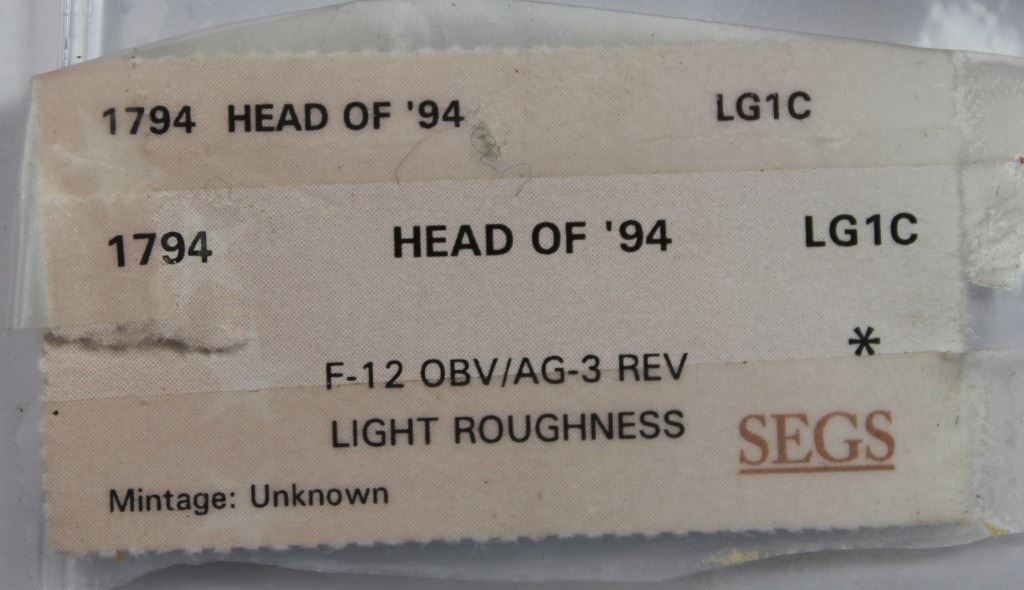 1794 HEAD OF '94 LG1C
1794 HEAD OF '94 LG1C
*
F-12 OBV/AG-3 REV
LIGHT ROUGHNESS
SEGS
Mintage: Unknown